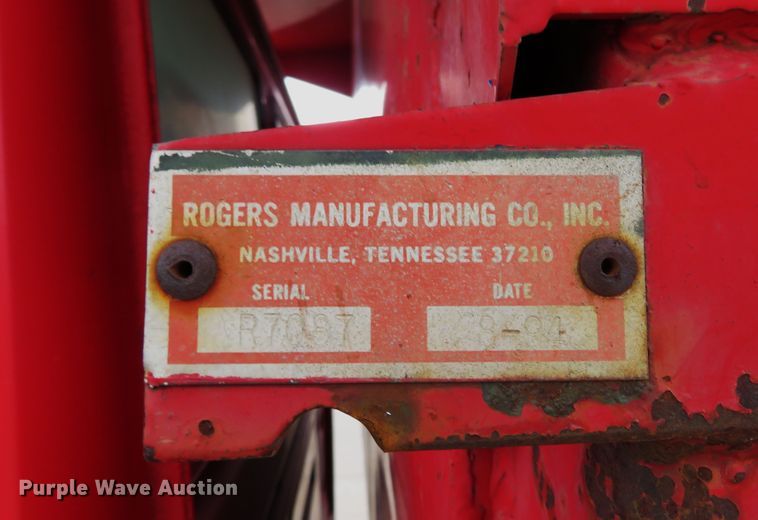 ROGERS MANUFACTURING CO., INC.
NASHVILLE, TENNESSEE 37210
SERIAL DATE
Purple Wave Auction